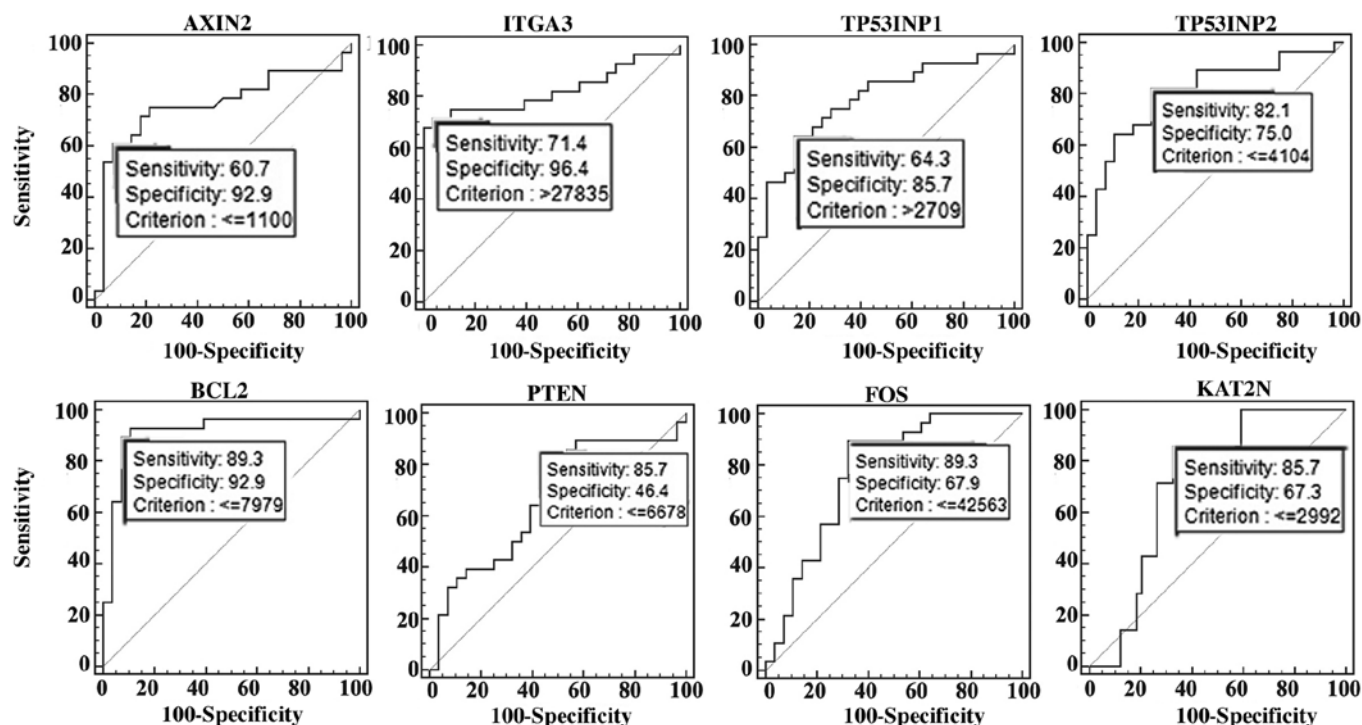 AXIN2 ITGA3 TP53INP1 TP53INP2
100 100 100 100
80 80 80 80
60 60 60 60
40 40 40 40
20 20 20 20
0 0 0 0
Sensitivity
Sensitivity: 60.7
Specificity: 92.9
Criterion : <=1100
Sensitivity: 71.4
Specificity: 96.4
Criterion : >27835
Sensitivity: 64.3
Specificity: 85.7
Criterion : >2709
Sensitivity: 82.1
Specificity: 75.0
Criterion : <=4104
0 20 40 60 80 100 0 20 40 60 80 100 0 20 40 60 80 100 0 20 40 60 80 100
100-Specificity 100-Specificity 100-Specificity 100-Specificity
BCL2 PTEN FOS KAT2N
100 100 100 100
80 80 80 80
60 60 60 60
40 40 40 40
20 20 20 20
0 0 0 0
Sensitivity
Sensitivity: 89.3
Specificity: 92.9
Criterion : <=7979
Sensitivity: 85.7
Specificity: 46.4
Criterion : <=6678
Sensitivity: 89.3
Specificity: 67.9
Criterion : <=42563
Sensitivity: 85.7
Specificity: 67.3
Criterion : <=2992
0 20 40 60 80 100 0 20 40 60 80 100 0 20 40 60 80 100 0 20 40 60 80 100
100-Specificity 100-Specificity 100-Specificity 100-Specificity